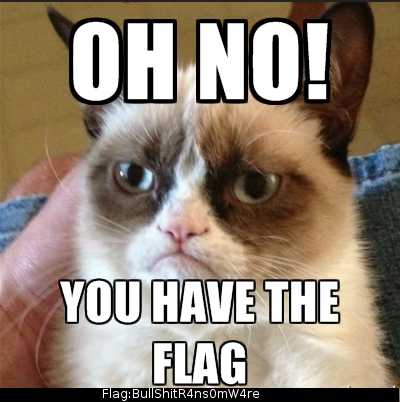 OH NO!
YOU HAVE THE
FLAG
Flag:BullShitR4ns0mW4re